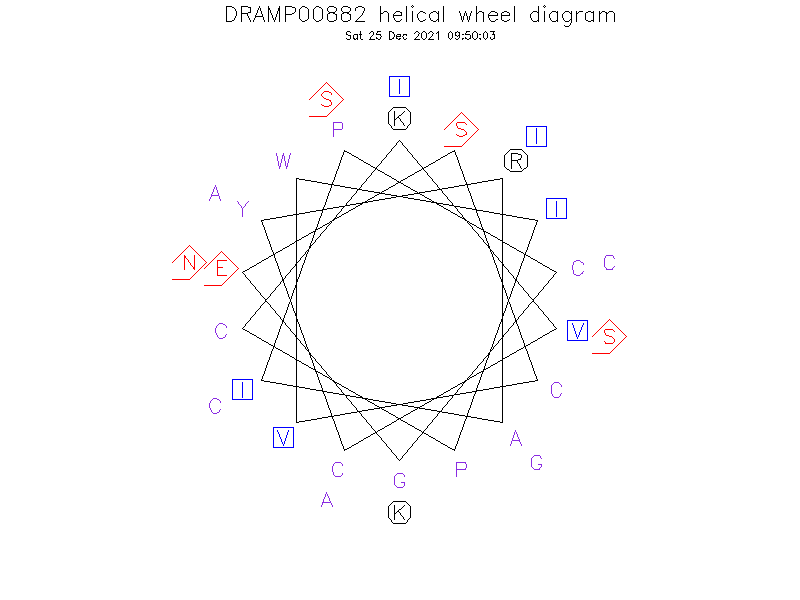 DRAMP00882 helical wheel diagram
Sat 25 Dec 2021 09:50:03
I
S
K
P
S
I
W
R
A
Y
I
N
E
C
C
C
V
S
I
C
C
V
A
G
C
P
G
A
K